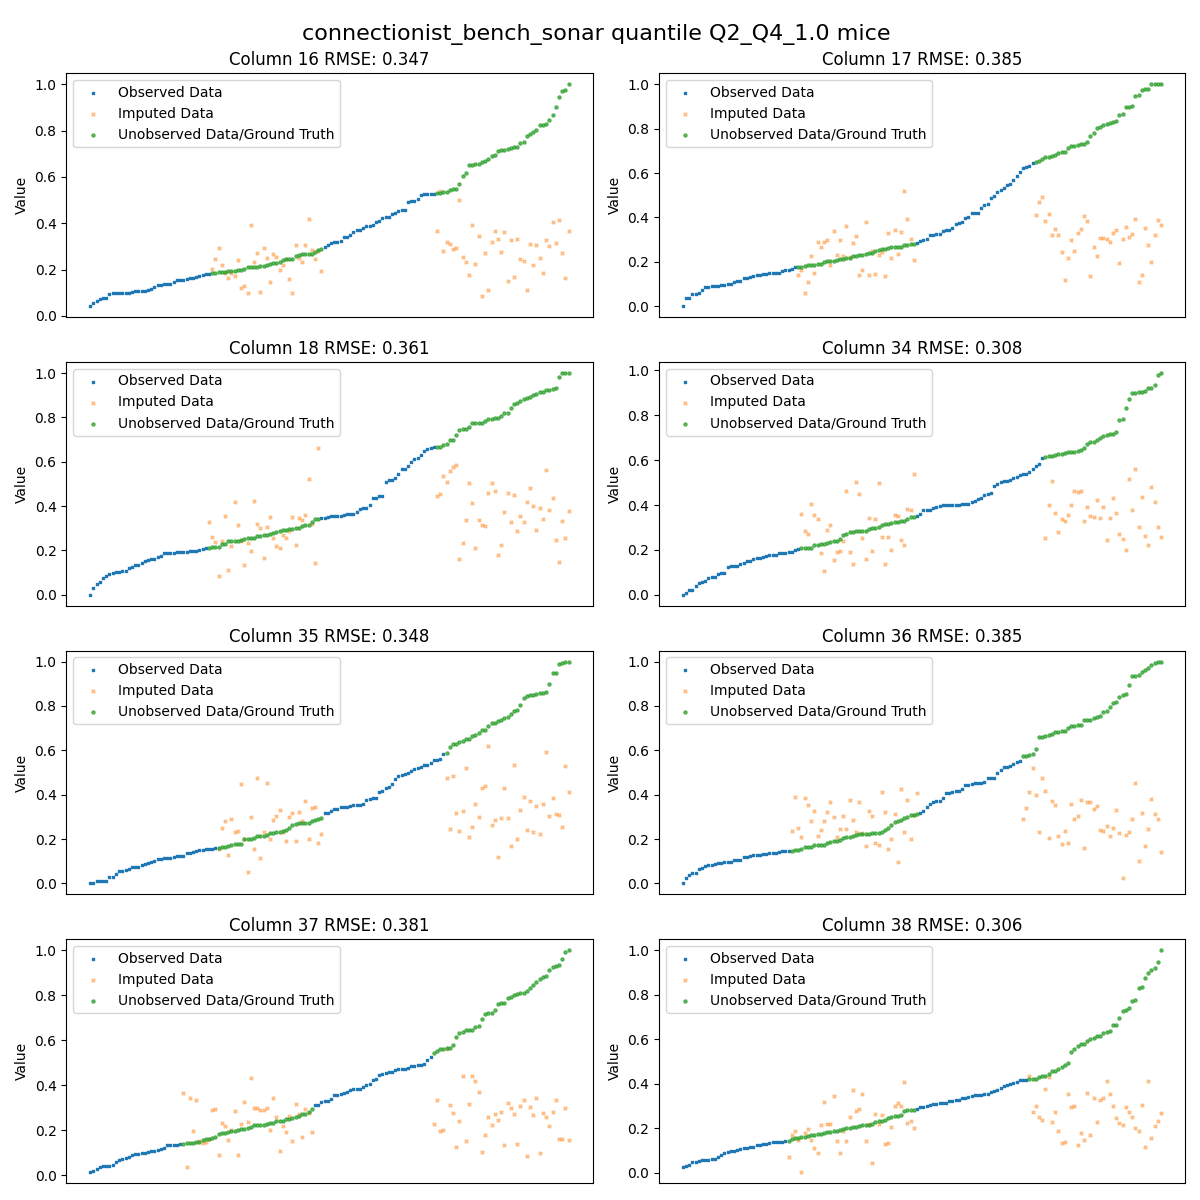 connectionist_bench_sonar quantile Q2_Q4_1.0 mice
Column 16 RMSE: 0.347
Observed Data
Imputed Data
Unobserved Data/Ground Truth
Value
1.0
0.8
0.6
0.4
0.2
0.0
Column 17 RMSE: 0.385
Observed Data
Imputed Data
Unobserved Data/Ground Truth
Value
1.0
0.8
0.6
0.4
0.2
0.0
Column 18 RMSE: 0.361
Observed Data
Imputed Data
Unobserved Data/Ground Truth
Value
1.0
0.8
0.6
0.4
0.2
0.0
Column 34 RMSE: 0.308
Observed Data
Imputed Data
Unobserved Data/Ground Truth
Value
1.0
0.8
0.6
0.4
0.2
0.0
Column 35 RMSE: 0.348
Observed Data
Imputed Data
Unobserved Data/Ground Truth
Value
1.0
0.8
0.6
0.4
0.2
0.0
Column 36 RMSE: 0.385
Observed Data
Imputed Data
Unobserved Data/Ground Truth
Value
1.0
0.8
0.6
0.4
0.2
0.0
Column 37 RMSE: 0.381
Observed Data
Imputed Data
Unobserved Data/Ground Truth
Value
1.0
0.8
0.6
0.4
0.2
0.0
Column 38 RMSE: 0.306
Observed Data
Imputed Data
Unobserved Data/Ground Truth
Value
1.0
0.8
0.6
0.4
0.2
0.0